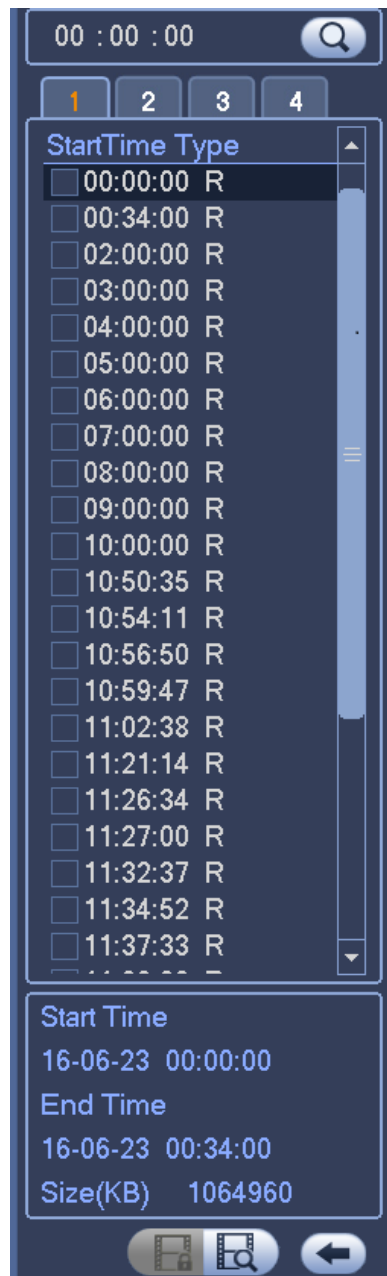 00 : 00 : 00
1 2 3 4
StartTime Type
00:00:00 R
00:34:00 R
02:00:00 R
03:00:00 R
04:00:00 R
05:00:00 R
06:00:00 R
07:00:00 R
08:00:00 R
09:00:00 R
10:00:00 R
10:50:35 R
10:54:11 R
10:56:50 R
10:59:47 R
11:02:38 R
11:21:14 R
11:26:34 R
11:27:00 R
11:32:37 R
11:34:52 R
11:37:33 R
Start Time
16-06-23 00:00:00
End Time
16-06-23 00:34:00
Size(KB) 1064960